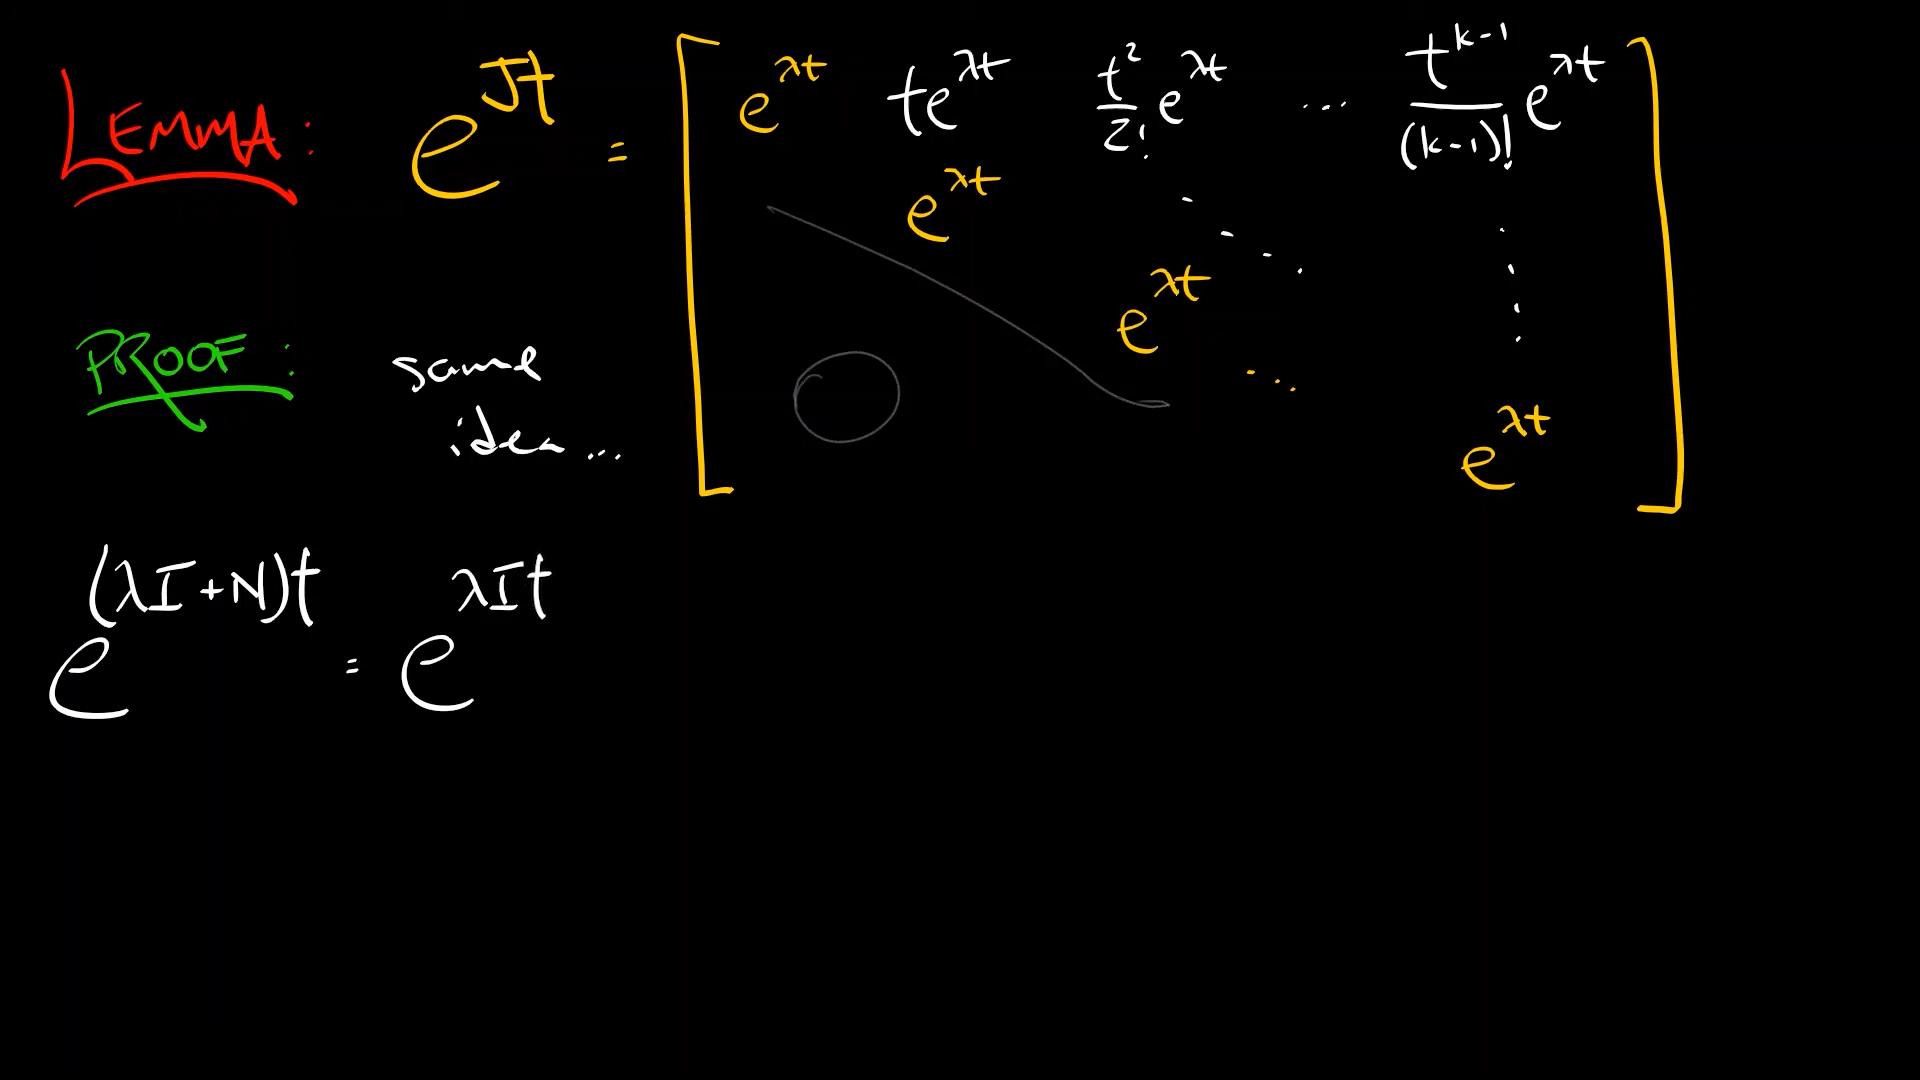 LEMMA: e^{Jt} = [ e^{λt} te^{λt} t²/2! e^{λt} ... t^{k-1}/(k-1)! e^{λt}
e^{λt} ⋱ ⋮
e^{λt}
0 ⋱
e^{λt} ]
PROOF: same
idea ...
e^{(λI+N)t} = e^{λIt}